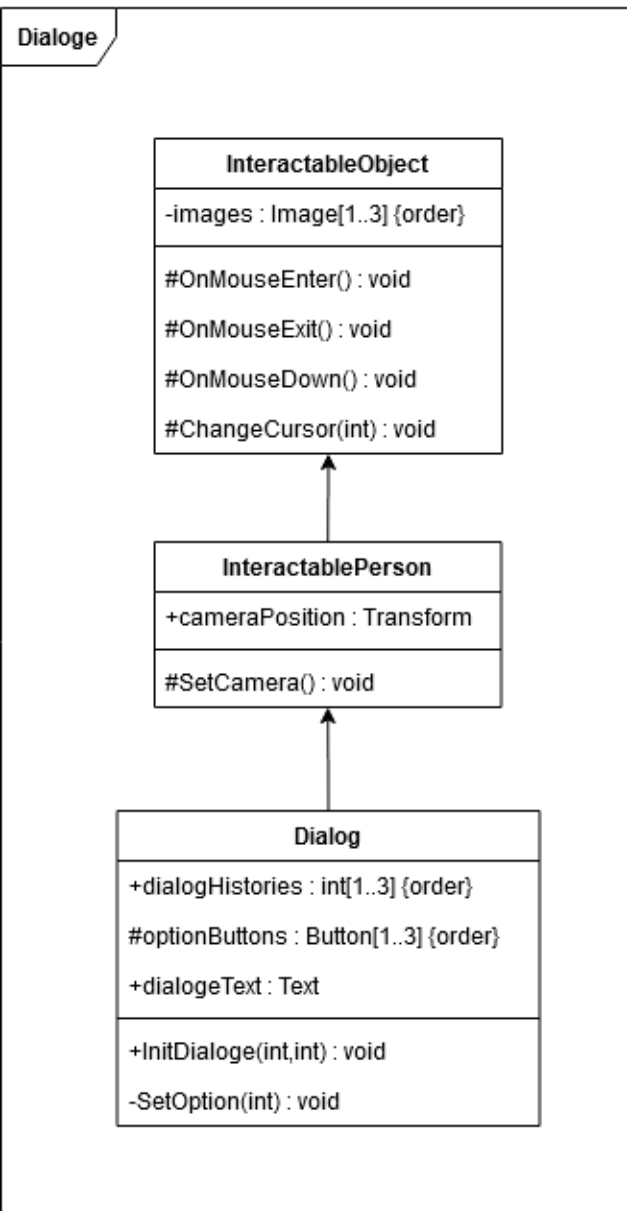 Dialoge
InteractableObject
-images : Image[1..3] {order}
#OnMouseEnter() : void
#OnMouseExit() : void
#OnMouseDown() : void
#ChangeCursor(int) : void
InteractablePerson
+cameraPosition : Transform
#SetCamera() : void
Dialog
+dialogHistories : int[1..3] {order}
#optionButtons : Button[1..3] {order}
+dialogeText : Text
+InitDialoge(int,int) : void
-SetOption(int) : void